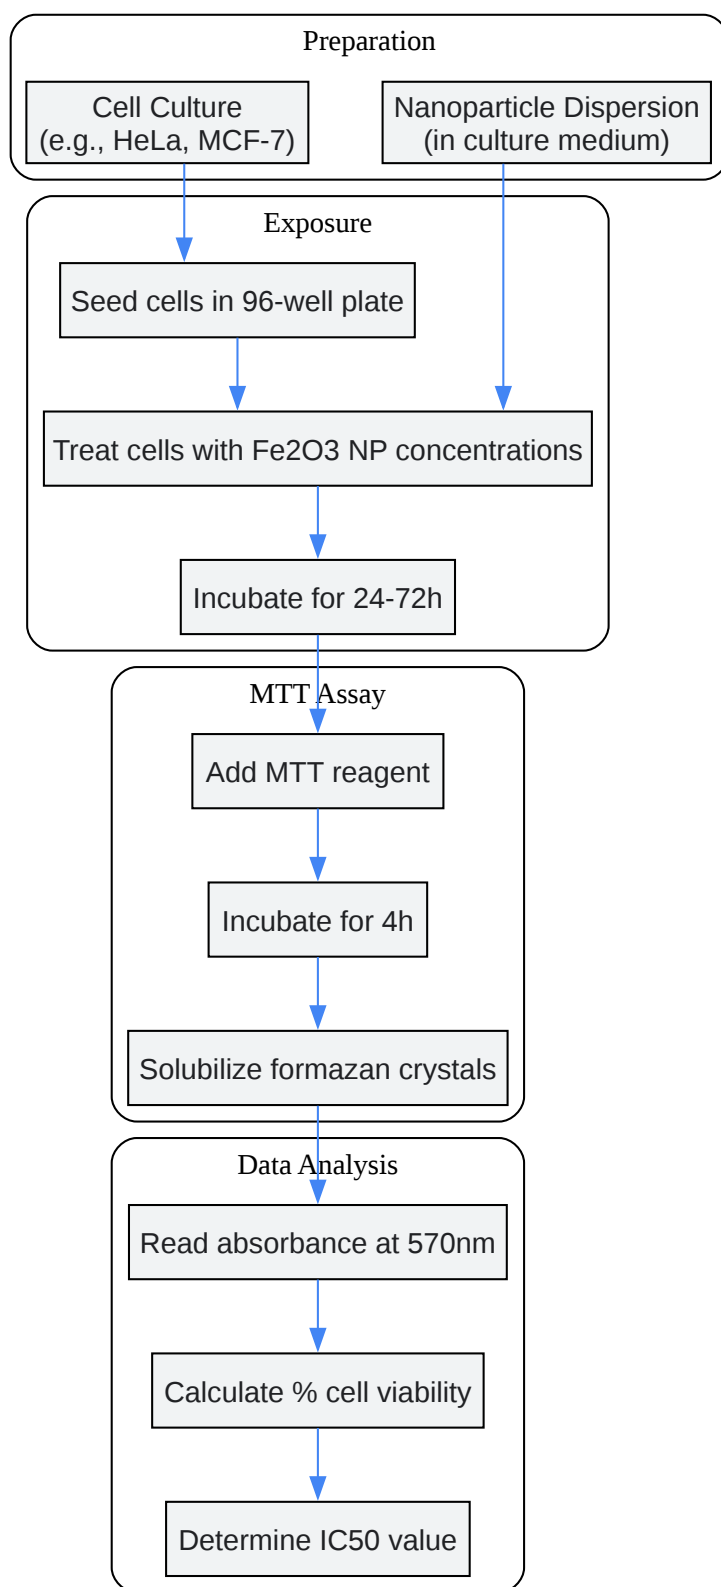 Preparation
Cell Culture
(e.g., HeLa, MCF-7)
Nanoparticle Dispersion
(in culture medium)
Exposure
Seed cells in 96-well plate
Treat cells with Fe2O3 NP concentrations
Incubate for 24-72h
MTT Assay
Add MTT reagent
Incubate for 4h
Solubilize formazan crystals
Data Analysis
Read absorbance at 570nm
Calculate % cell viability
Determine IC50 value